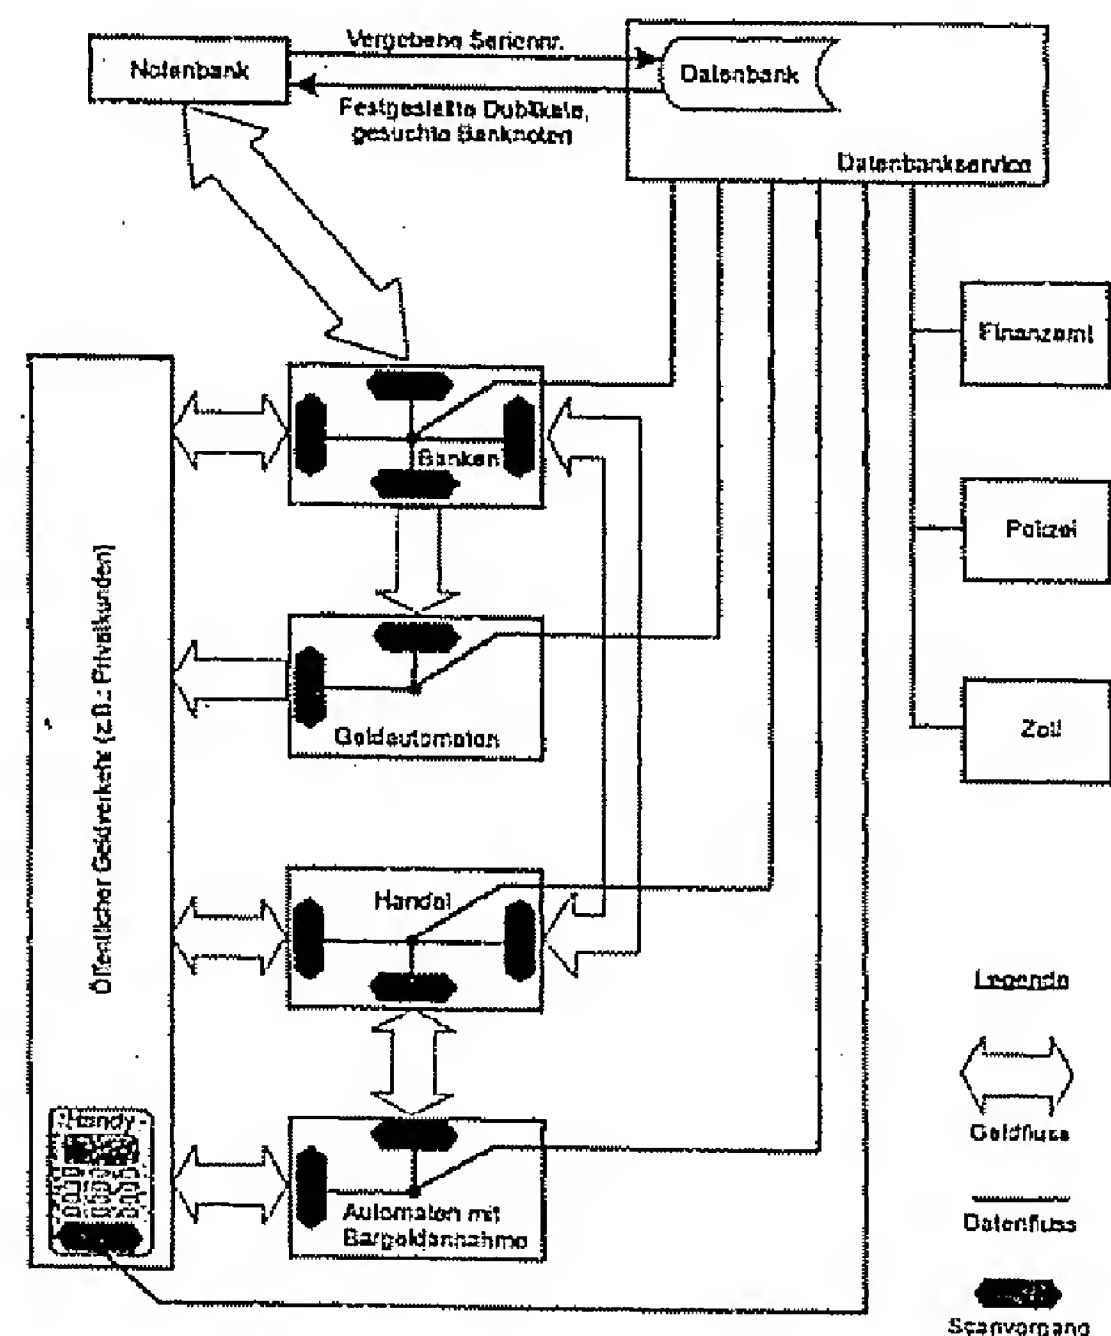 Vergebene Seriennr.
Notenbank
Datenbank
Festgestellte Dublikate,
gesuchte Banknoten
Datenbankservice
Finanzamt
Banken
Polizei
Öffentlicher Geldverkehr (z.B.: Privatkunden)
Geldautomaten
Zoll
Handel
Legende
Geldfluss
Handy
Automaten mit
Bargeldannahme
Datenfluss
Scanvorgang